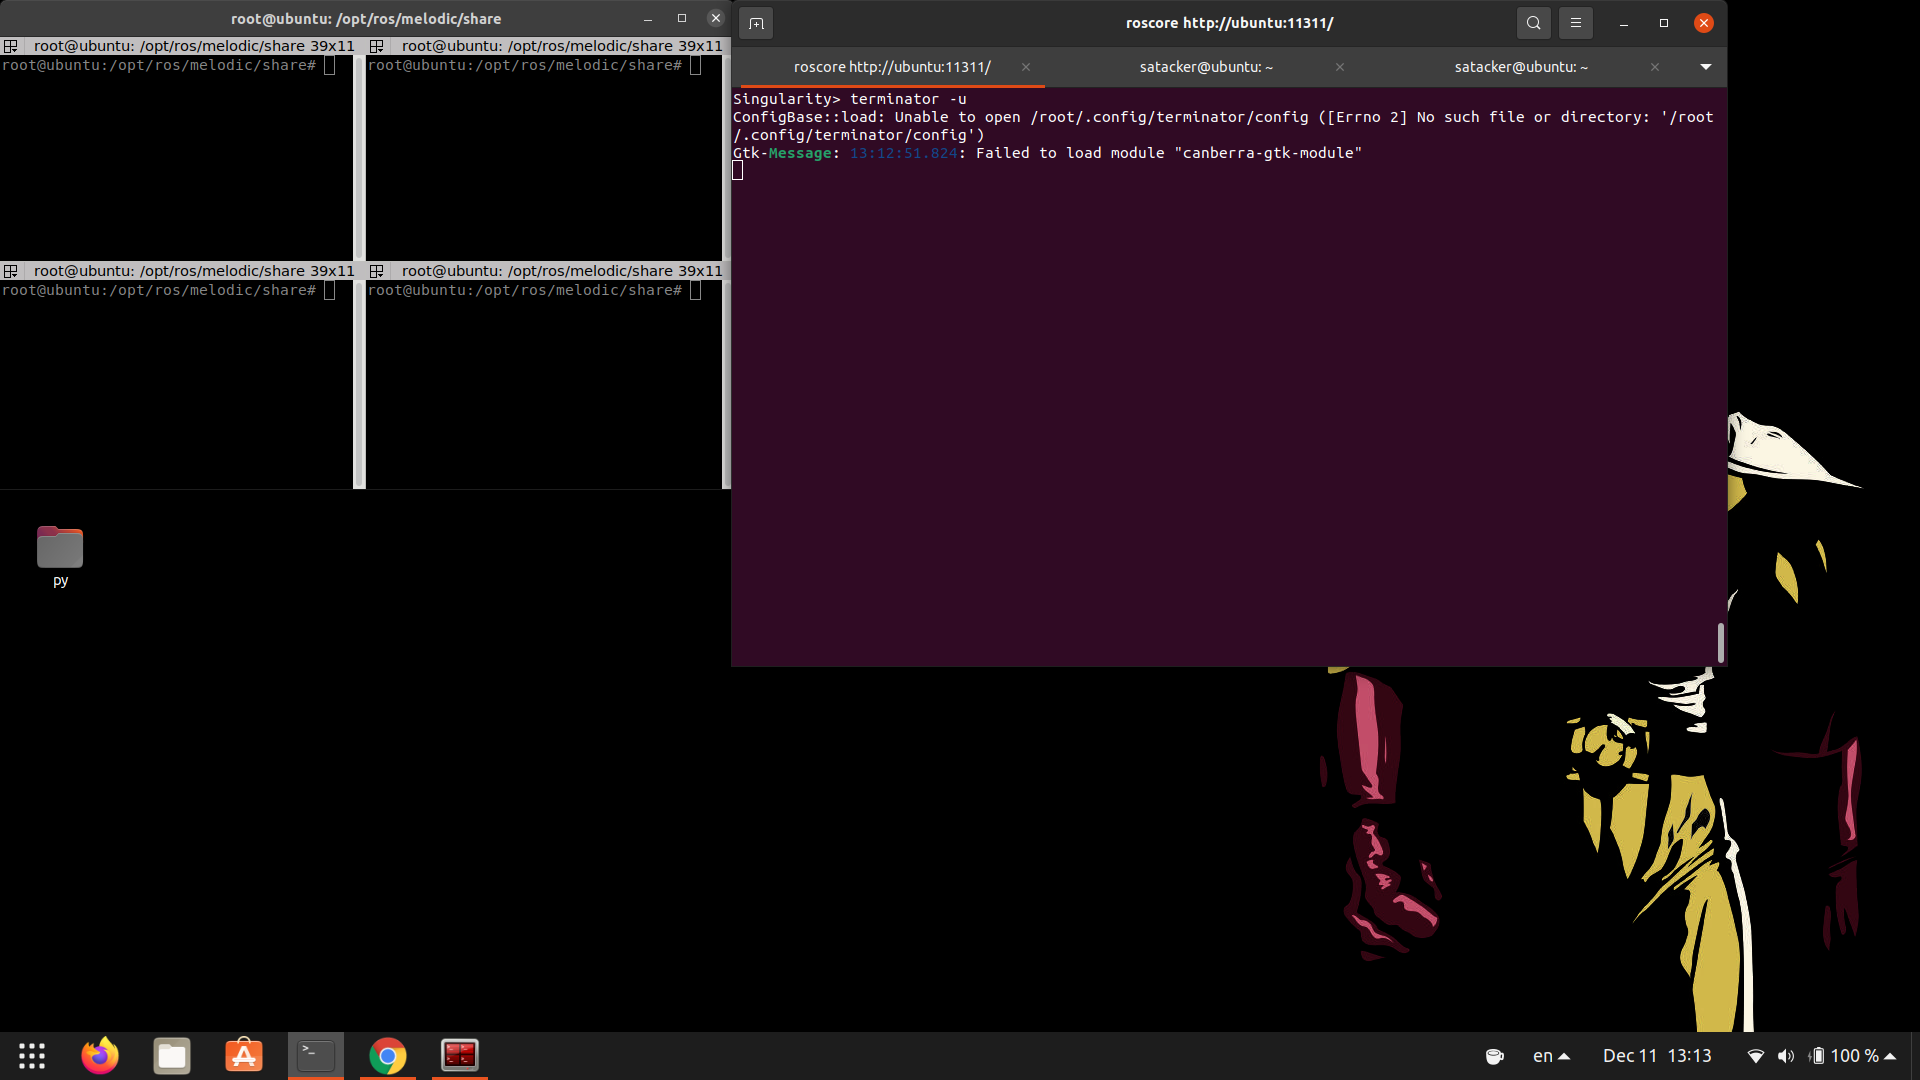 root@ubuntu: /opt/ros/melodic/share
root@ubuntu: /opt/ros/melodic/share 39x11
root@ubuntu: /opt/ros/melodic/share 39x11
root@ubuntu:/opt/ros/melodic/share#
root@ubuntu:/opt/ros/melodic/share#
root@ubuntu: /opt/ros/melodic/share 39x11
root@ubuntu: /opt/ros/melodic/share 39x11
root@ubuntu:/opt/ros/melodic/share#
root@ubuntu:/opt/ros/melodic/share#
roscore http://ubuntu:11311/
roscore http://ubuntu:11311/
satacker@ubuntu: ~
satacker@ubuntu: ~
Singularity> terminator -u
ConfigBase::load: Unable to open /root/.config/terminator/config ([Errno 2] No such file or directory: '/root
/.config/terminator/config')
Gtk-Message: 13:12:51.824: Failed to load module "canberra-gtk-module"
py
en
Dec 11 13:13
100 %